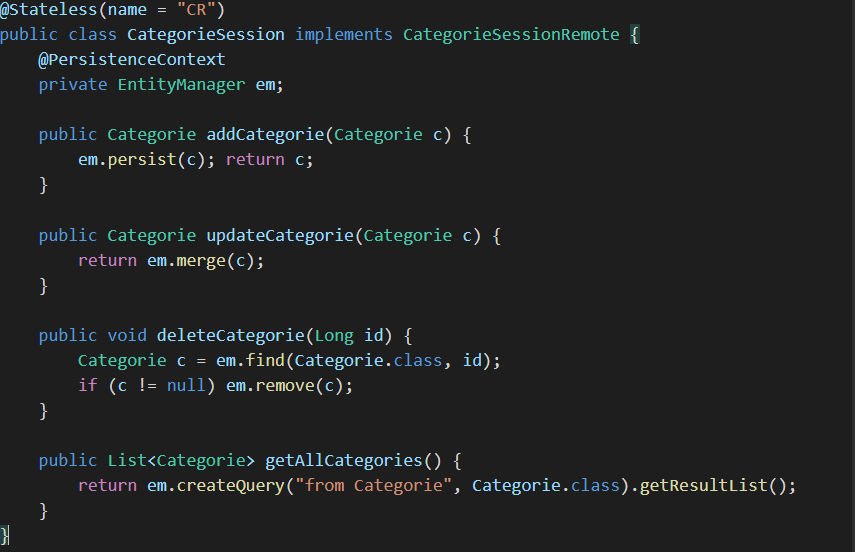 @Stateless(name = "CR")
public class CategorieSession implements CategorieSessionRemote {
    @PersistenceContext
    private EntityManager em;

    public Categorie addCategorie(Categorie c) {
        em.persist(c); return c;
    }

    public Categorie updateCategorie(Categorie c) {
        return em.merge(c);
    }

    public void deleteCategorie(Long id) {
        Categorie c = em.find(Categorie.class, id);
        if (c != null) em.remove(c);
    }

    public List<Categorie> getAllCategories() {
        return em.createQuery("from Categorie", Categorie.class).getResultList();
    }
}